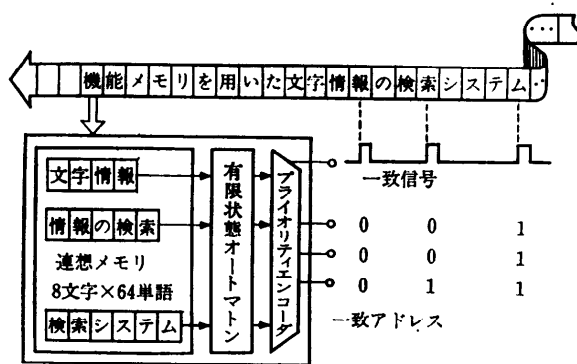 …
機能メモリを用いた文字情報の検索システム…
文字情報
情報の検索
連想メモリ
8文字×64単語
検索システム
有限状態オートマトン
プライオリティエンコーダ
一致信号
0 0 1
0 0 1
0 1 1
一致アドレス